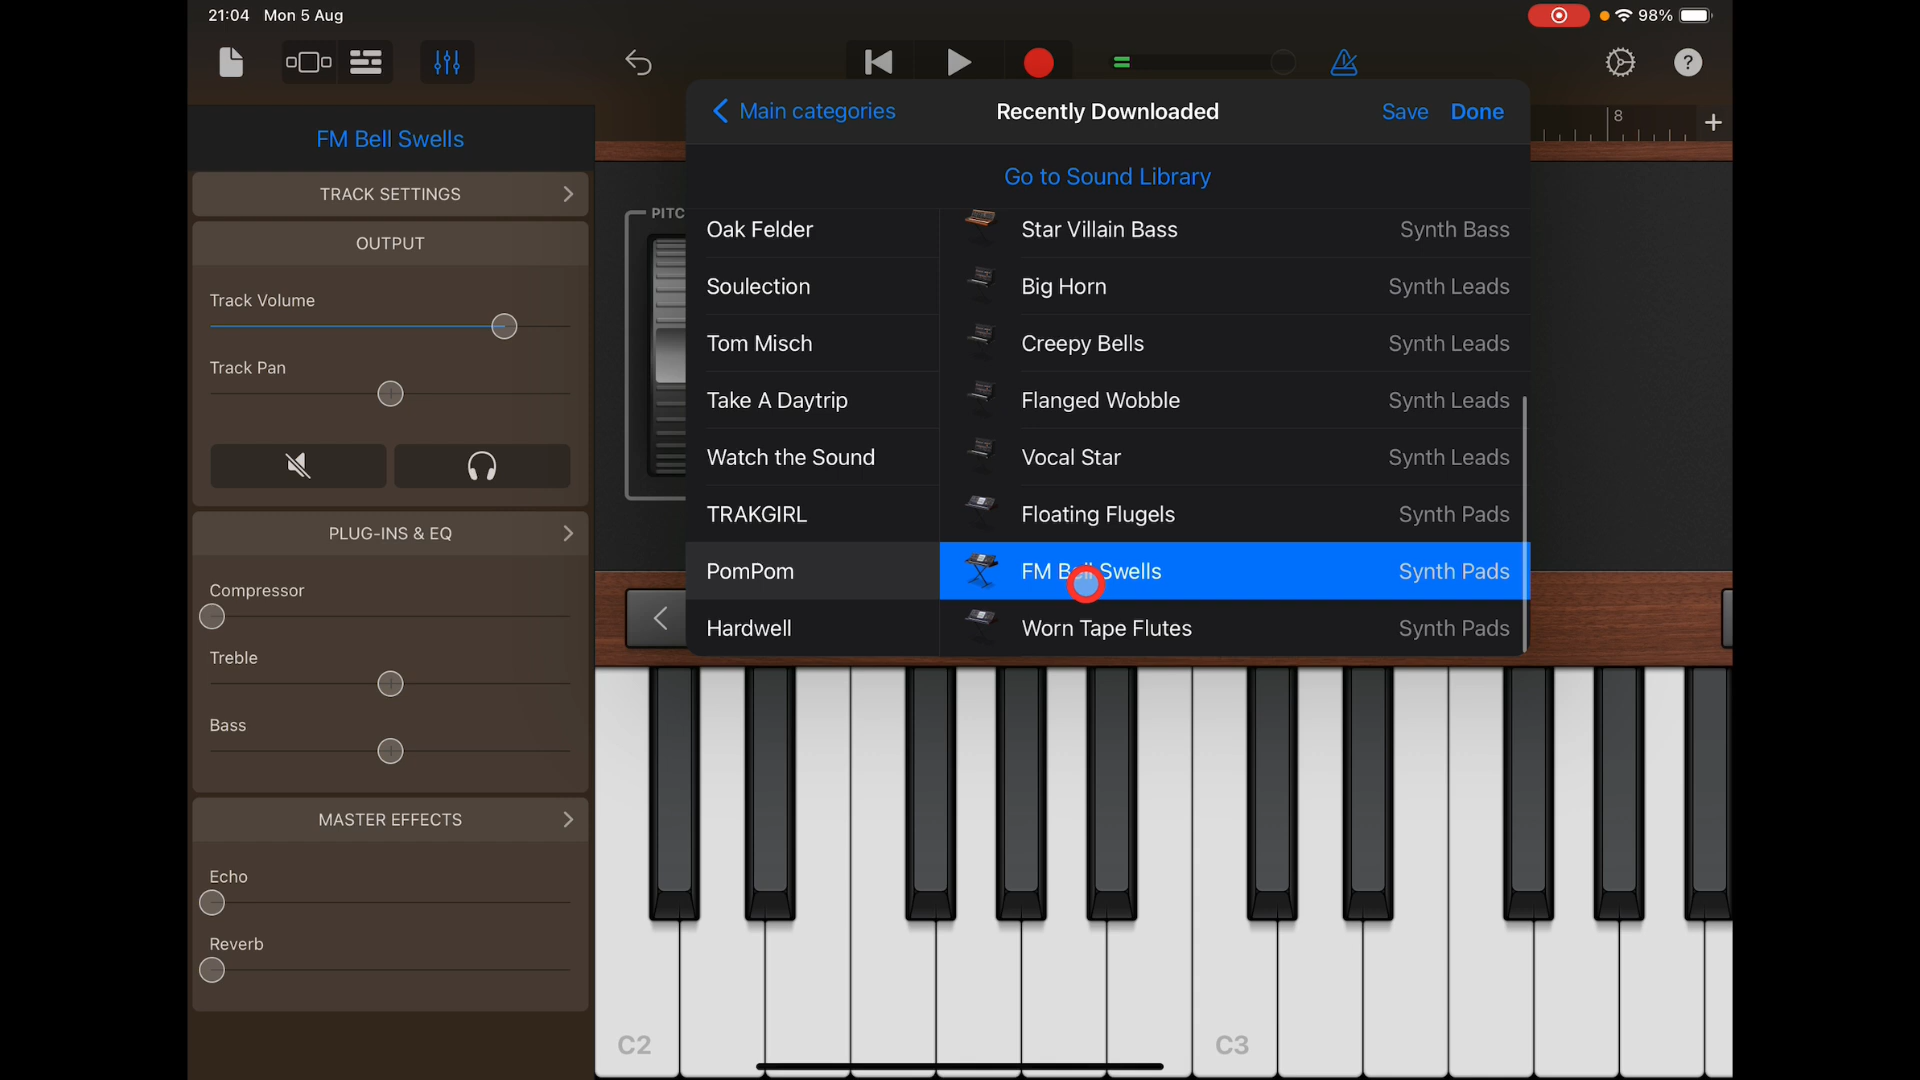 21:04 Mon 5 Aug
98%
?
Main categories
Recently Downloaded
Save
Done
8
+
FM Bell Swells
Go to Sound Library
TRACK SETTINGS
OUTPUT
PITC
Oak Felder
Star Villain Bass
Synth Bass
Soulection
Big Horn
Synth Leads
Track Volume
Tom Misch
Creepy Bells
Synth Leads
Track Pan
Take A Daytrip
Flanged Wobble
Synth Leads
Watch the Sound
Vocal Star
Synth Leads
TRAKGIRL
Floating Flugels
Synth Pads
PLUG-INS & EQ
PomPom
FM Bell Swells
Synth Pads
Compressor
Hardwell
Worn Tape Flutes
Synth Pads
Treble
Bass
MASTER EFFECTS
Echo
Reverb
C2
C3